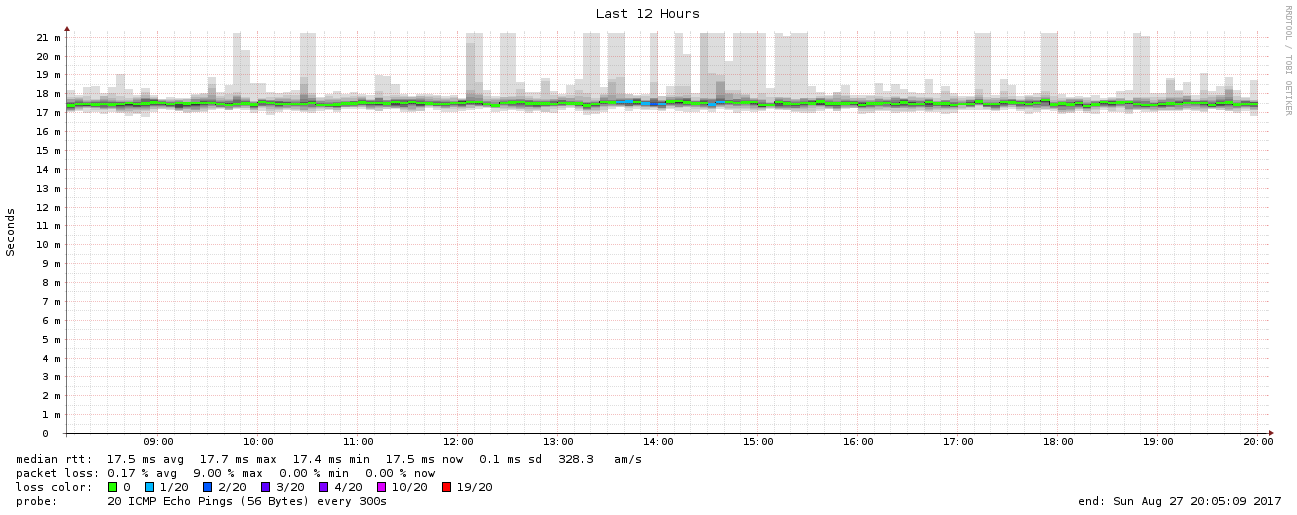 Last 12 Hours
RRDTOOL / TOBI OETIKER
Seconds
21 m
20 m
19 m
18 m
17 m
16 m
15 m
14 m
13 m
12 m
11 m
10 m
9 m
8 m
7 m
6 m
5 m
4 m
3 m
2 m
1 m
0
09:00 10:00 11:00 12:00 13:00 14:00 15:00 16:00 17:00 18:00 19:00 20:00
median rtt: 17.5 ms avg 17.7 ms max 17.4 ms min 17.5 ms now 0.1 ms sd 328.3 am/s
packet loss: 0.17 % avg 9.00 % max 0.00 % min 0.00 % now
loss color: 0 1/20 2/20 3/20 4/20 10/20 19/20
probe: 20 ICMP Echo Pings (56 Bytes) every 300s end: Sun Aug 27 20:05:09 2017